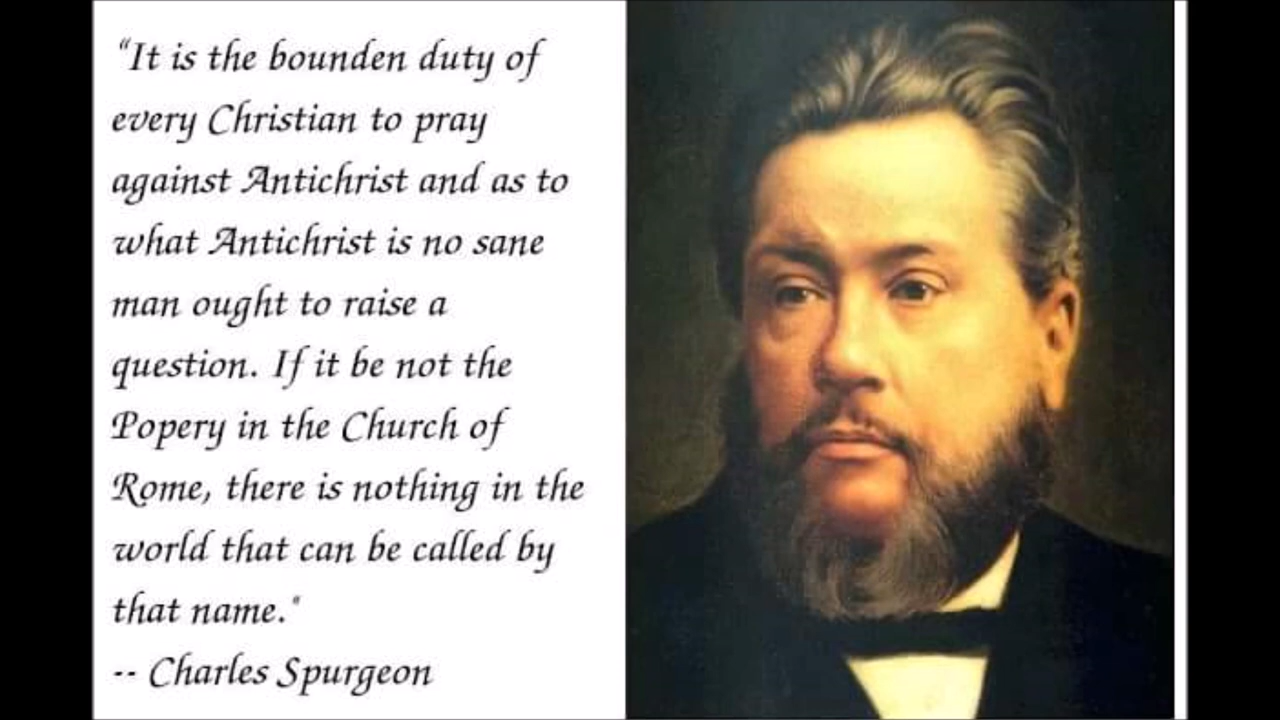 “It is the bounden duty of
every Christian to pray
against Antichrist and as to
what Antichrist is no sane
man ought to raise a
question. If it be not the
Popery in the Church of
Rome, there is nothing in the
world that can be called by
that name."
-- Charles Spurgeon